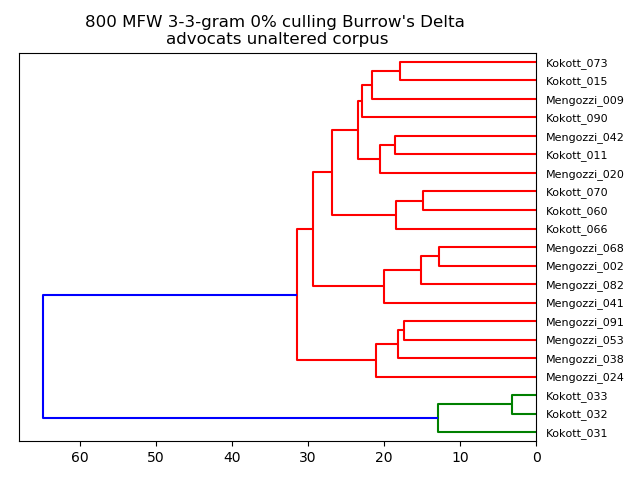 800 MFW 3-3-gram 0% culling Burrow's Delta
advocats unaltered corpus
Kokott_073
Kokott_015
Mengozzi_009
Kokott_090
Mengozzi_042
Kokott_011
Mengozzi_020
Kokott_070
Kokott_060
Kokott_066
Mengozzi_068
Mengozzi_002
Mengozzi_082
Mengozzi_041
Mengozzi_091
Mengozzi_053
Mengozzi_038
Mengozzi_024
Kokott_033
Kokott_032
Kokott_031
60 50 40 30 20 10 0